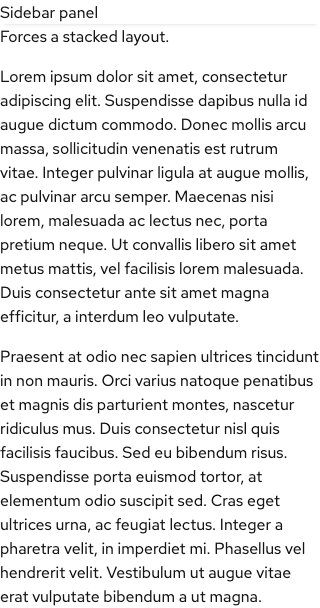 Sidebar panel
Forces a stacked layout.
Lorem ipsum dolor sit amet, consectetur
adipiscing elit. Suspendisse dapibus nulla id
augue dictum commodo. Donec mollis arcu
massa, sollicitudin venenatis est rutrum
vitae. Integer pulvinar ligula at augue mollis,
ac pulvinar arcu semper. Maecenas nisi
lorem, malesuada ac lectus nec, porta
pretium neque. Ut convallis libero sit amet
metus mattis, vel facilisis lorem malesuada.
Duis consectetur ante sit amet magna
efficitur, a interdum leo vulputate.
Praesent at odio nec sapien ultrices tincidunt
in non mauris. Orci varius natoque penatibus
et magnis dis parturient montes, nascetur
ridiculus mus. Duis consectetur nisl quis
facilisis faucibus. Sed eu bibendum risus.
Suspendisse porta euismod tortor, at
elementum odio suscipit sed. Cras eget
ultrices urna, ac feugiat lectus. Integer a
pharetra velit, in imperdiet mi. Phasellus vel
hendrerit velit. Vestibulum ut augue vitae
erat vulputate bibendum a ut magna.